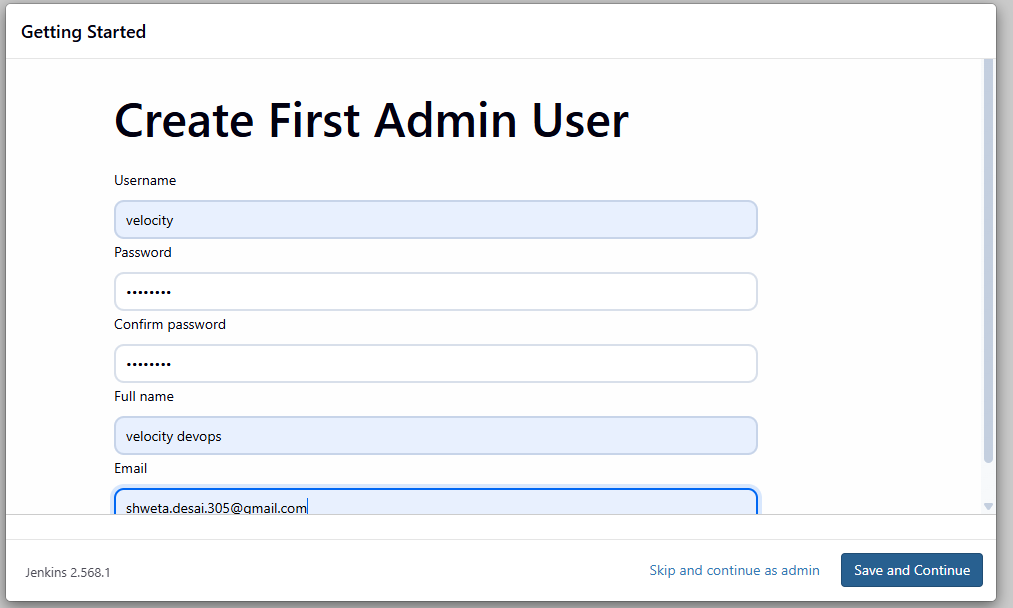 Getting Started
Create First Admin User
Username
velocity
Password
••••••••
Confirm password
••••••••
Full name
velocity devops
Email
shweta.desai.305@gmail.com
Jenkins 2.568.1
Skip and continue as admin
Save and Continue